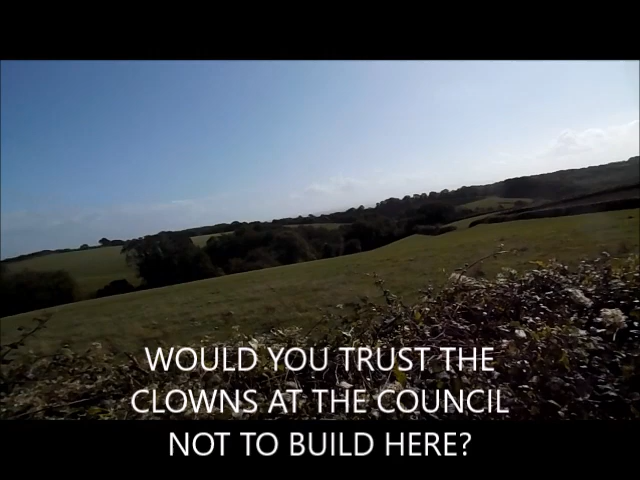 WOULD YOU TRUST THE
CLOWNS AT THE COUNCIL
NOT TO BUILD HERE?